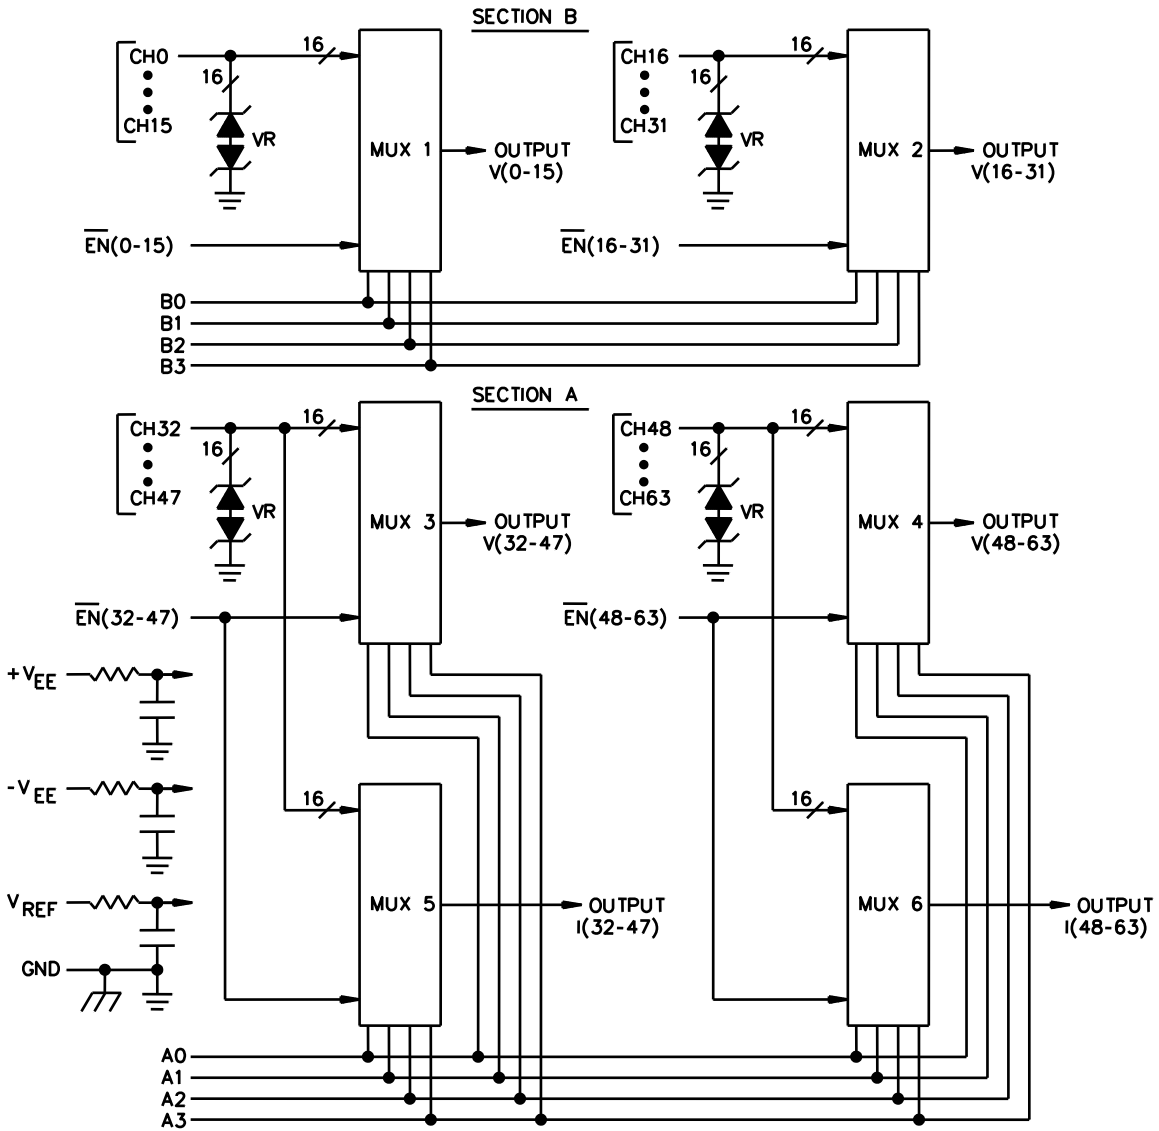 SECTION B
CH0
CH15
16
16
VR
MUX 1
OUTPUT
V(0-15)
EN(0-15)
CH16
CH31
16
16
VR
MUX 2
OUTPUT
V(16-31)
EN(16-31)
B0
B1
B2
B3
SECTION A
CH32
CH47
16
16
VR
MUX 3
OUTPUT
V(32-47)
EN(32-47)
CH48
CH63
16
16
VR
MUX 4
OUTPUT
V(48-63)
EN(48-63)
+VEE
-VEE
VREF
GND
16
MUX 5
OUTPUT
I(32-47)
16
MUX 6
OUTPUT
I(48-63)
A0
A1
A2
A3